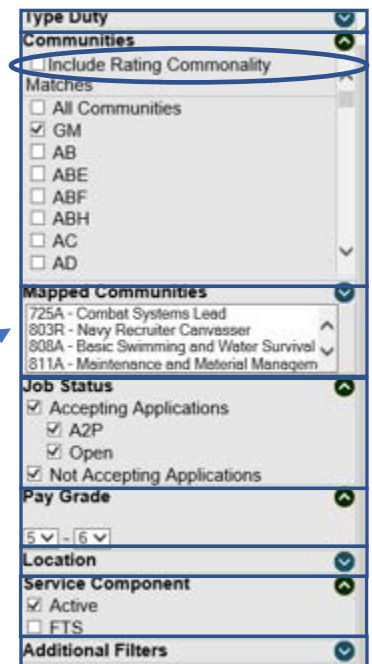 Type Duty
Communities
Include Rating Commonality
Matches
All Communities
GM
AB
ABE
ABF
ABH
AC
AD
Mapped Communities
725A - Combat Systems Lead
803R - Navy Recruiter Canvasser
808A - Basic Swimming and Water Survival
811A - Maintenance and Material Managem
Job Status
Accepting Applications
A2P
Open
Not Accepting Applications
Pay Grade
5 - 6
Location
Service Component
Active
FTS
Additional Filters